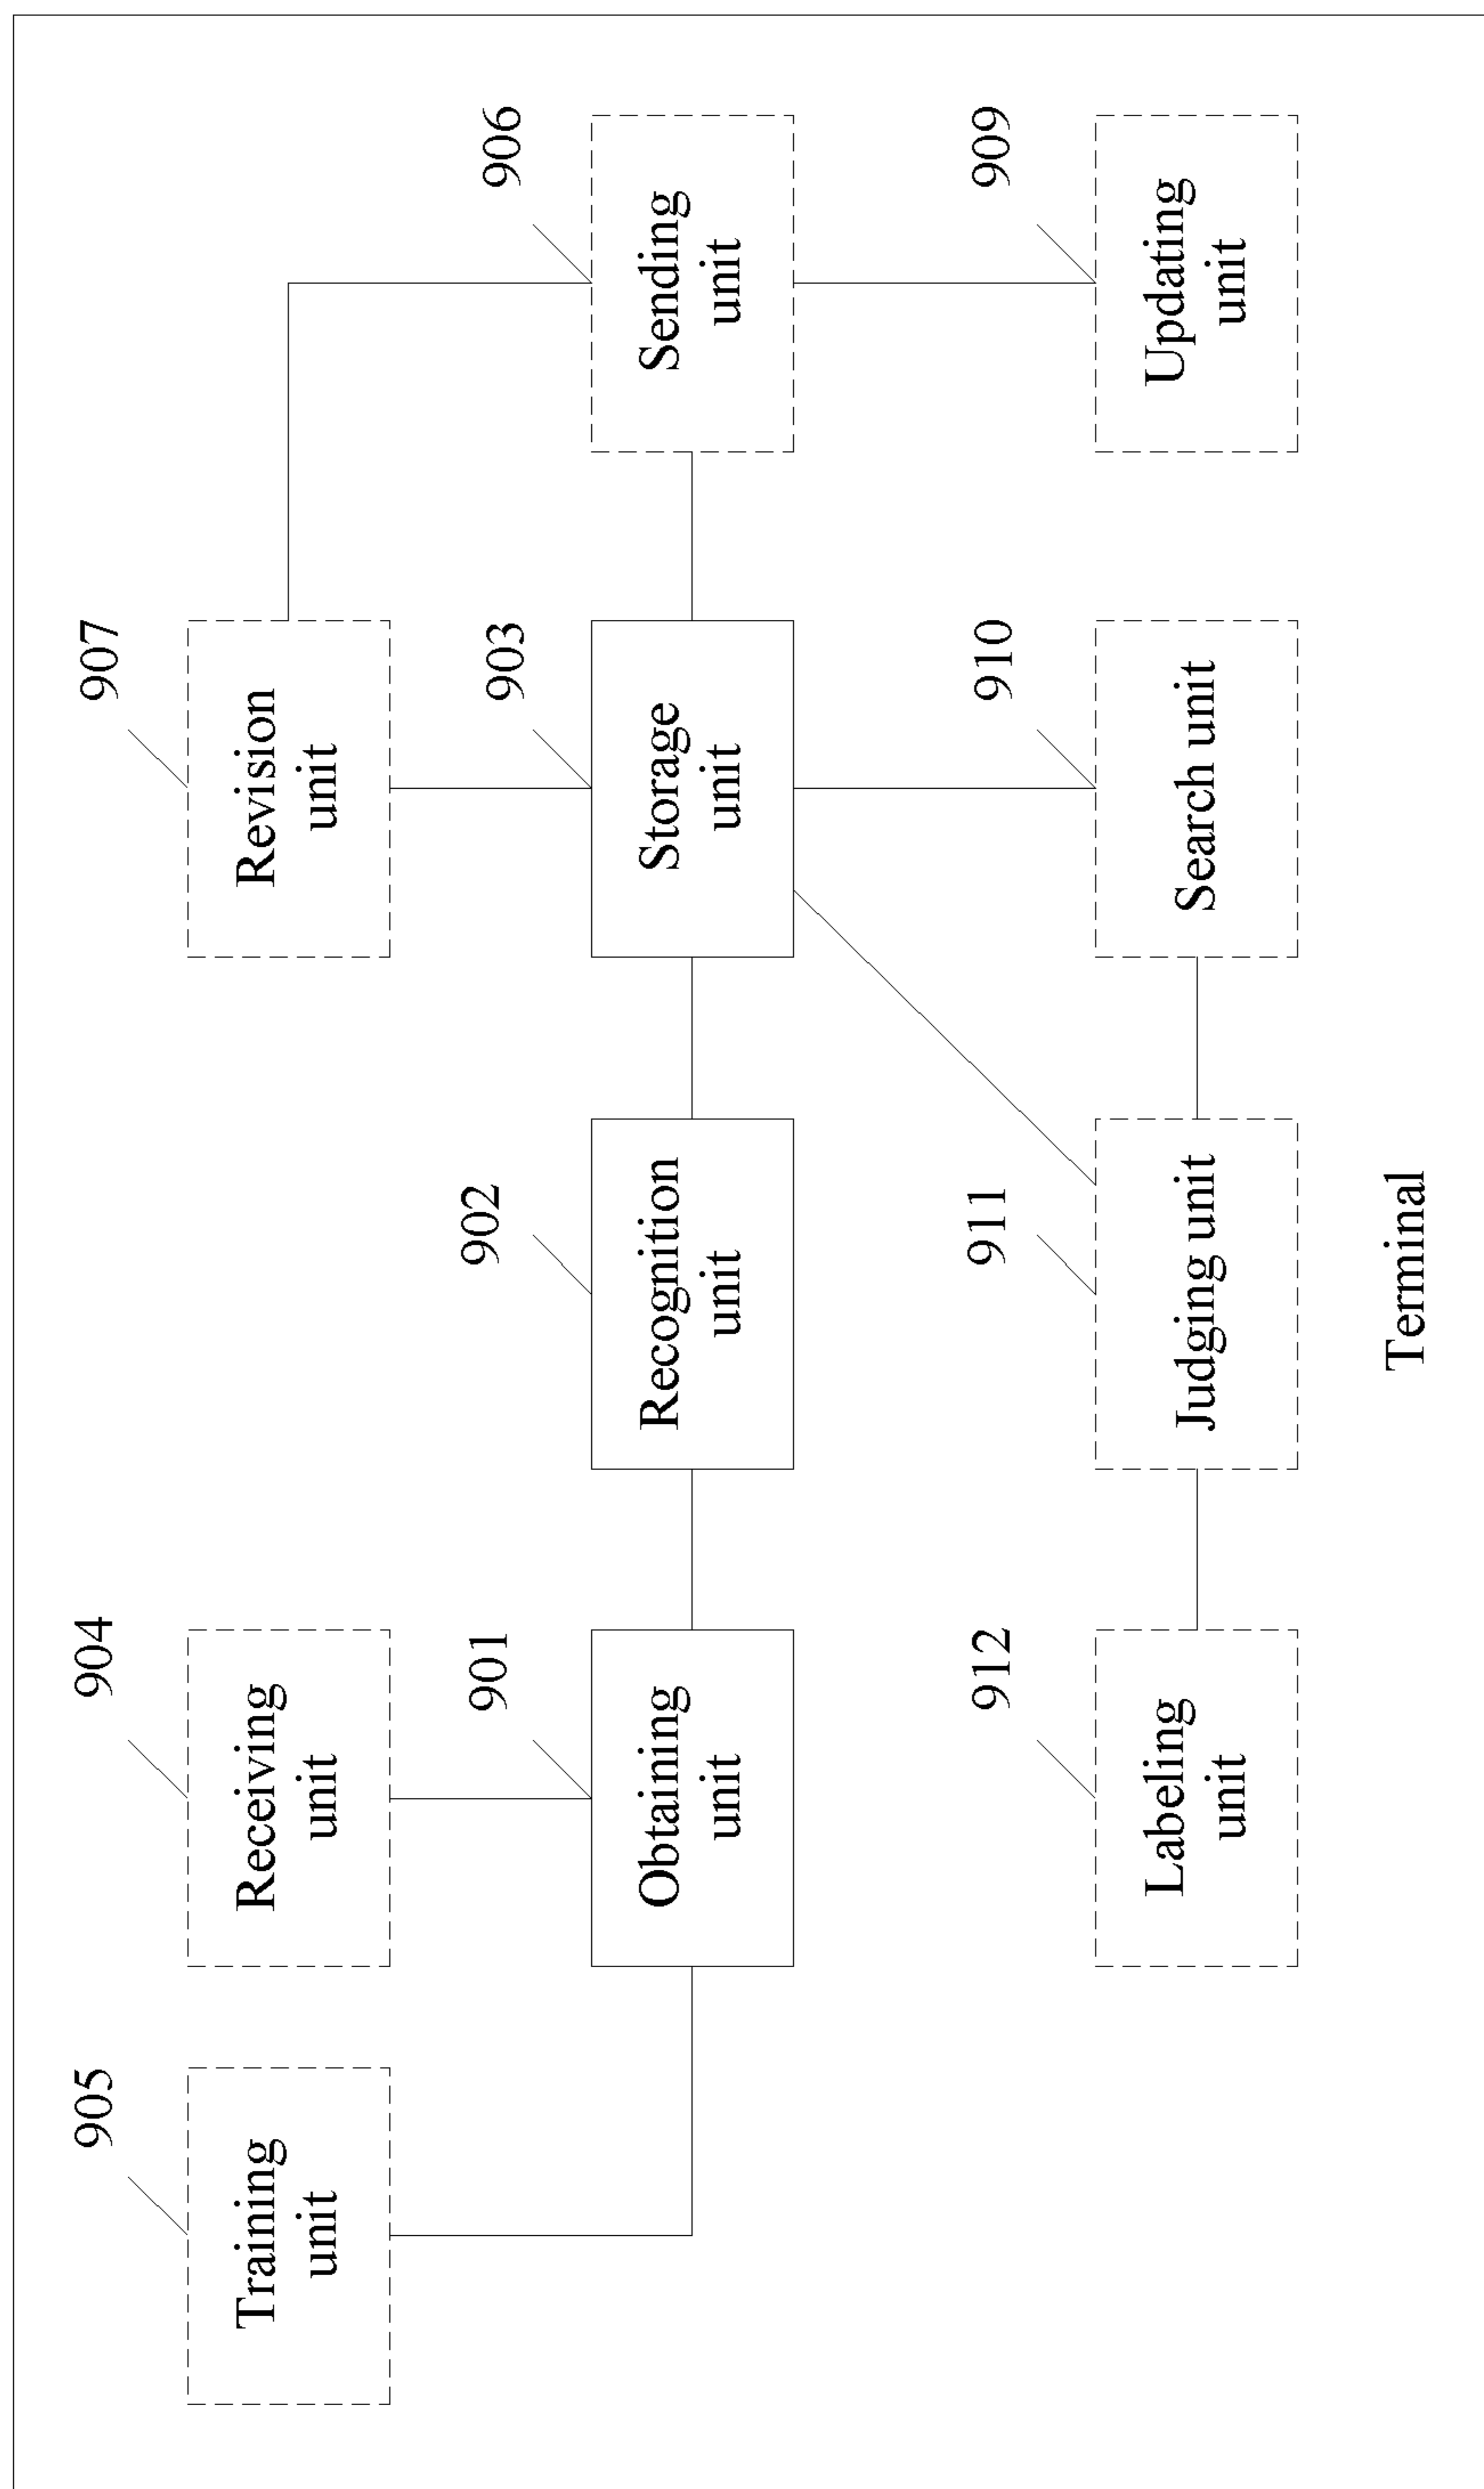 905
Training
unit
904
Receiving
unit
907
Revision
unit
901
Obtaining
unit
902
Recognition
unit
903
Storage
unit
906
Sending
unit
912
Labeling
unit
911
Judging unit
910
Search unit
909
Updating
unit
Terminal